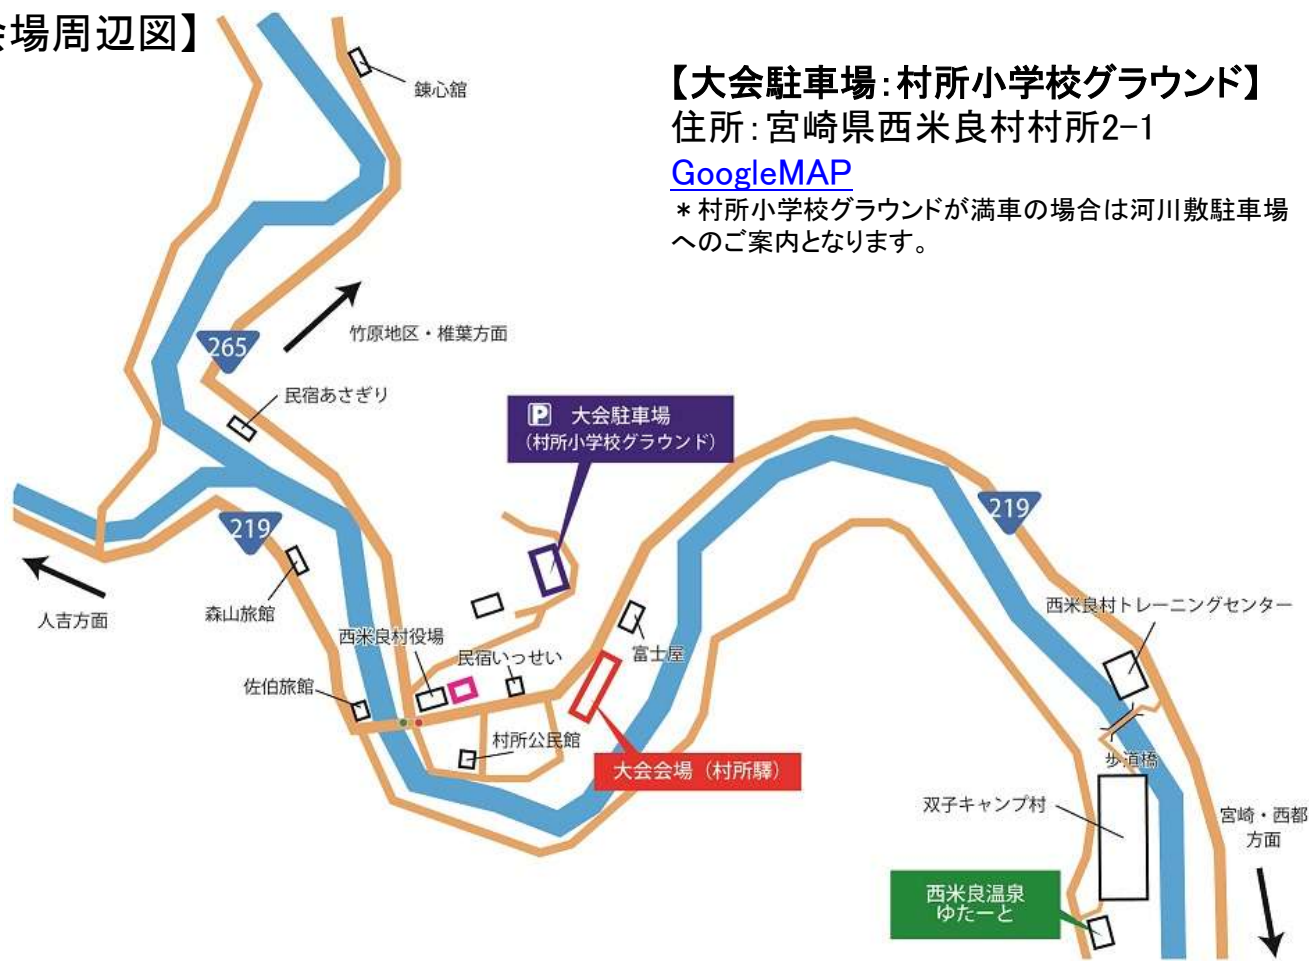 場周辺図】
【大会駐車場：村所小学校グラウンド】
住所：宮崎県西米良村村所2-1
GoogleMAP
＊村所小学校グラウンドが満車の場合は河川敷駐車場
へのご案内となります。
錬心舘
265
竹原地区・椎葉方面
民宿あさぎり
P 大会駐車場
（村所小学校グラウンド）
219
219
人吉方面
森山旅館
西米良村役場
民宿いっせい
富士屋
西米良村トレーニングセンター
佐伯旅館
村所公民館
大会会場（村所驛）
歩道橋
双子キャンプ村
宮崎・西都
方面
西米良温泉
ゆたーと